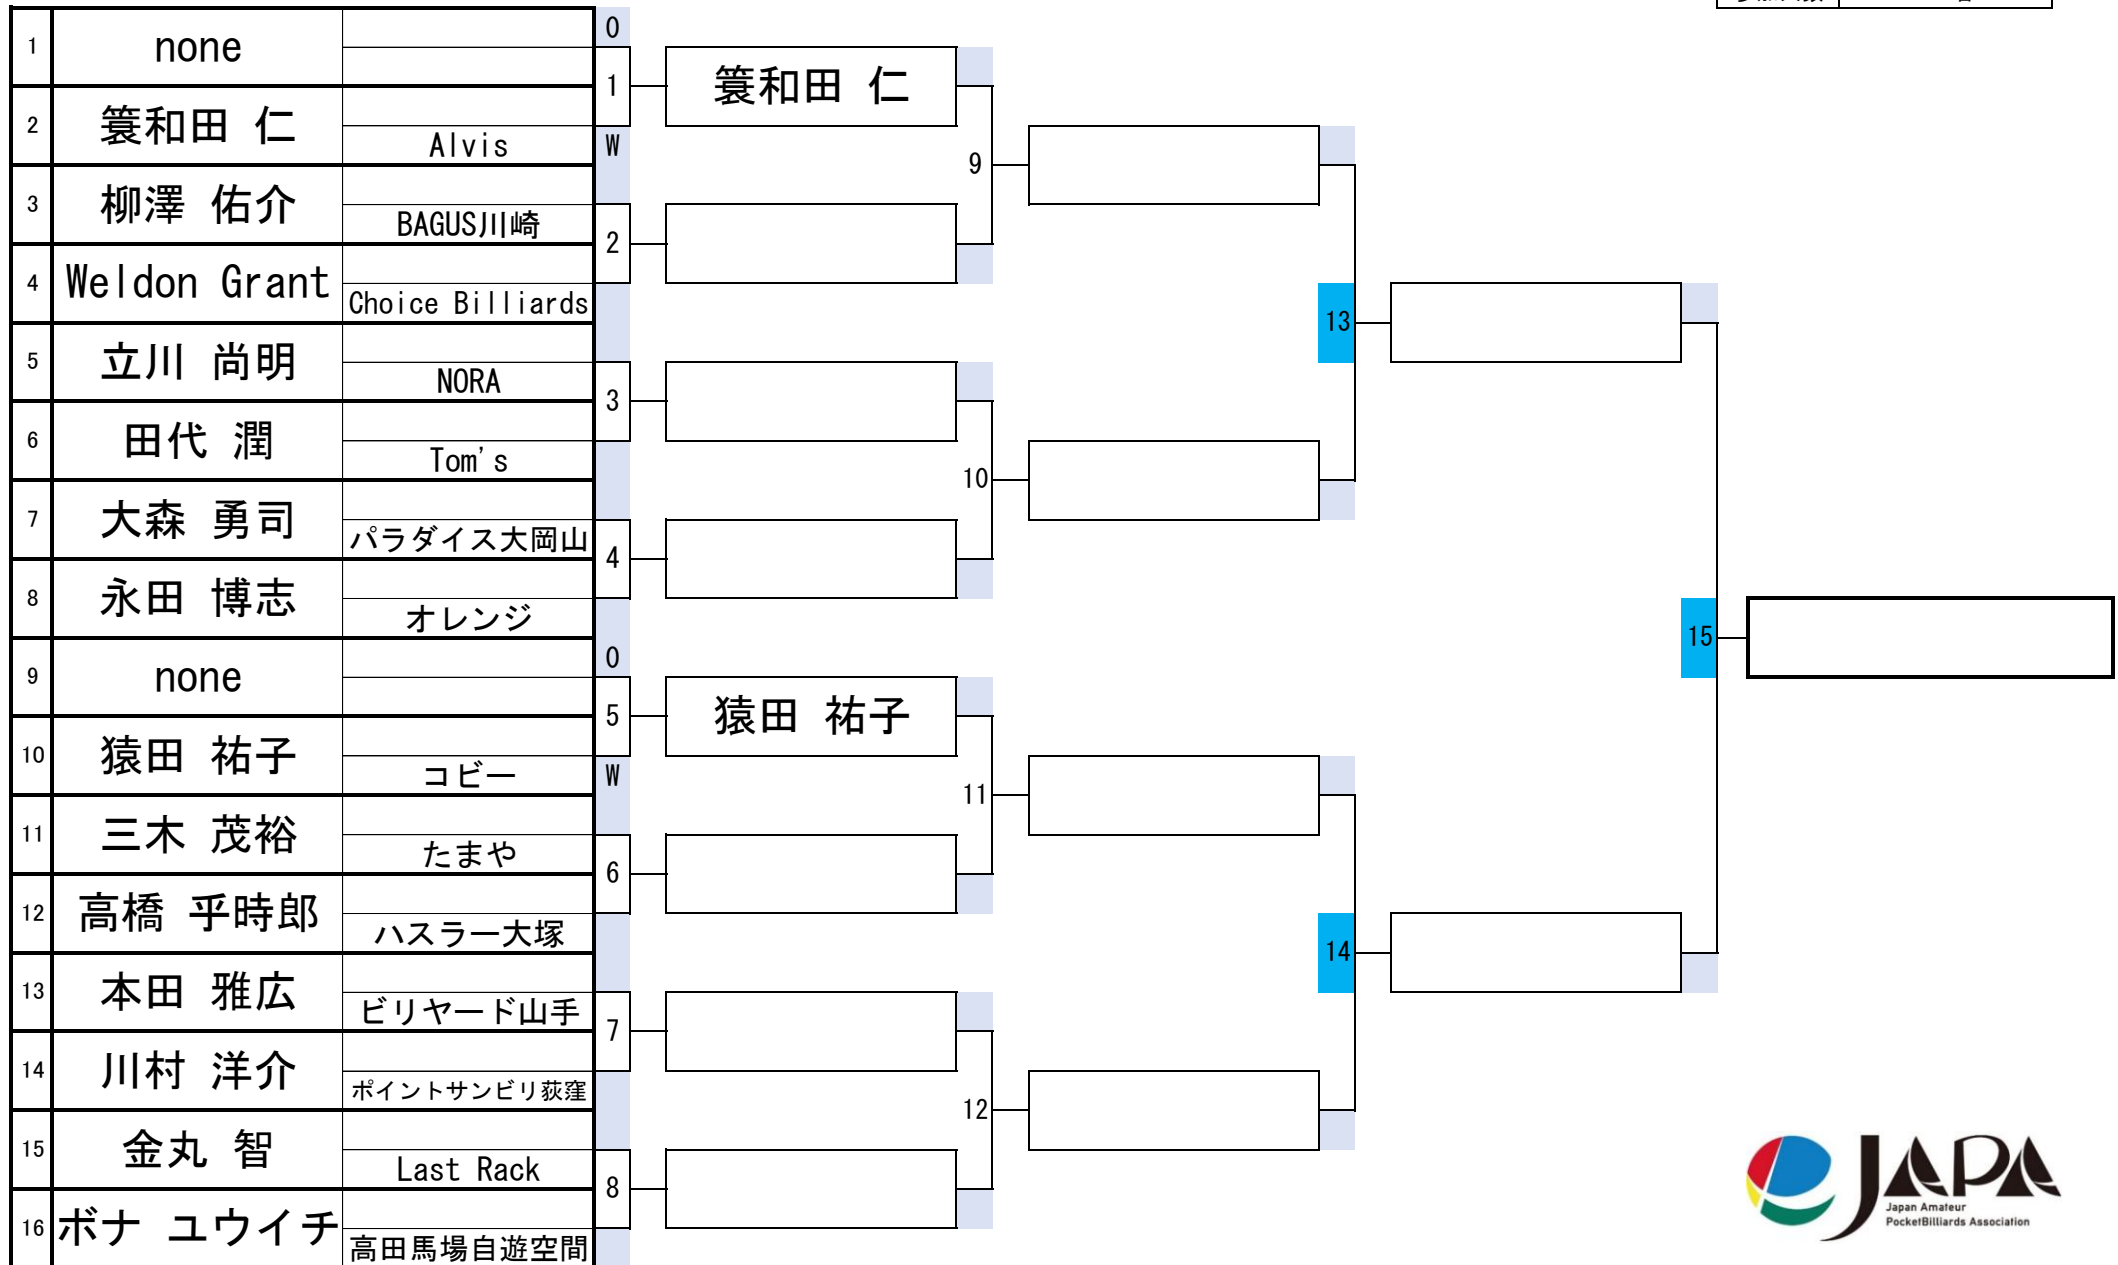 1 none 0
1 簑和田 仁
2 簑和田 仁 Alvis W
9
3 柳澤 佑介 BAGUS川崎
2
4 Weldon Grant Choice Billiards
13
5 立川 尚明 NORA
3
6 田代 潤 Tom's
10
7 大森 勇司 パラダイス大岡山
4
8 永田 博志 オレンジ
15
9 none 0
5 猿田 祐子
10 猿田 祐子 コビー W
11
11 三木 茂裕 たまや
6
12 高橋 乎時郎 ハスラー大塚
14
13 本田 雅広 ビリヤード山手
7
14 川村 洋介 ポイントサンビリ荻窪
12
15 金丸 智 Last Rack
8
16 ボナ ユウイチ 高田馬場自遊空間
JAPA
Japan Amateur
PocketBilliards Association